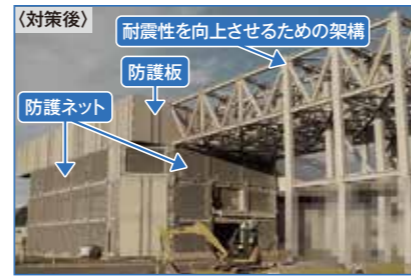 〈対策後〉
耐震性を向上させるための架構
防護板
防護ネット